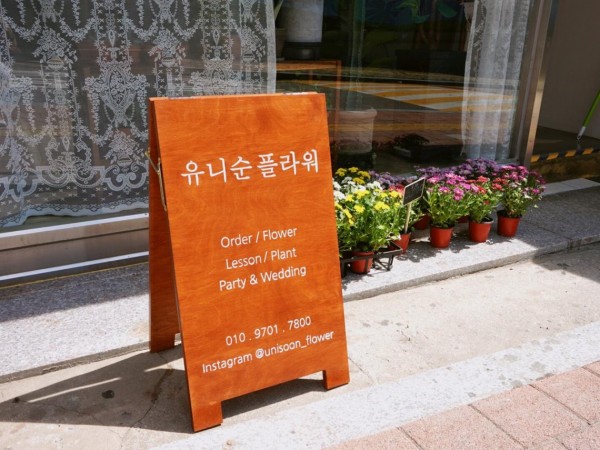 유니순플라워
Order / Flower
Lesson / Plant
Party & Wedding
010 . 9701 . 7800
Instagram @unisoon_flower